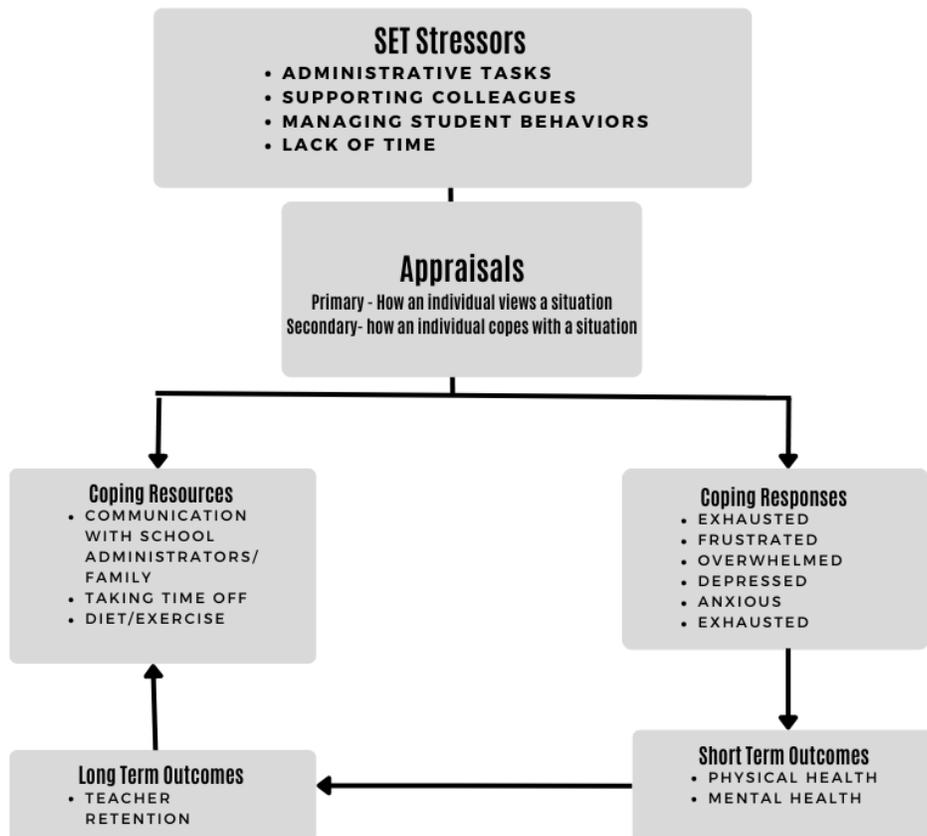 SET Stressors
• ADMINISTRATIVE TASKS
• SUPPORTING COLLEAGUES
• MANAGING STUDENT BEHAVIORS
• LACK OF TIME
Appraisals
Primary - How an individual views a situation
Secondary- how an individual copes with a situation
Coping Resources
• COMMUNICATION
WITH SCHOOL
ADMINISTRATORS/
FAMILY
• TAKING TIME OFF
• DIET/EXERCISE
Coping Responses
• EXHAUSTED
• FRUSTRATED
• OVERWHELMED
• DEPRESSED
• ANXIOUS
• EXHAUSTED
Long Term Outcomes
• TEACHER
RETENTION
Short Term Outcomes
• PHYSICAL HEALTH
• MENTAL HEALTH